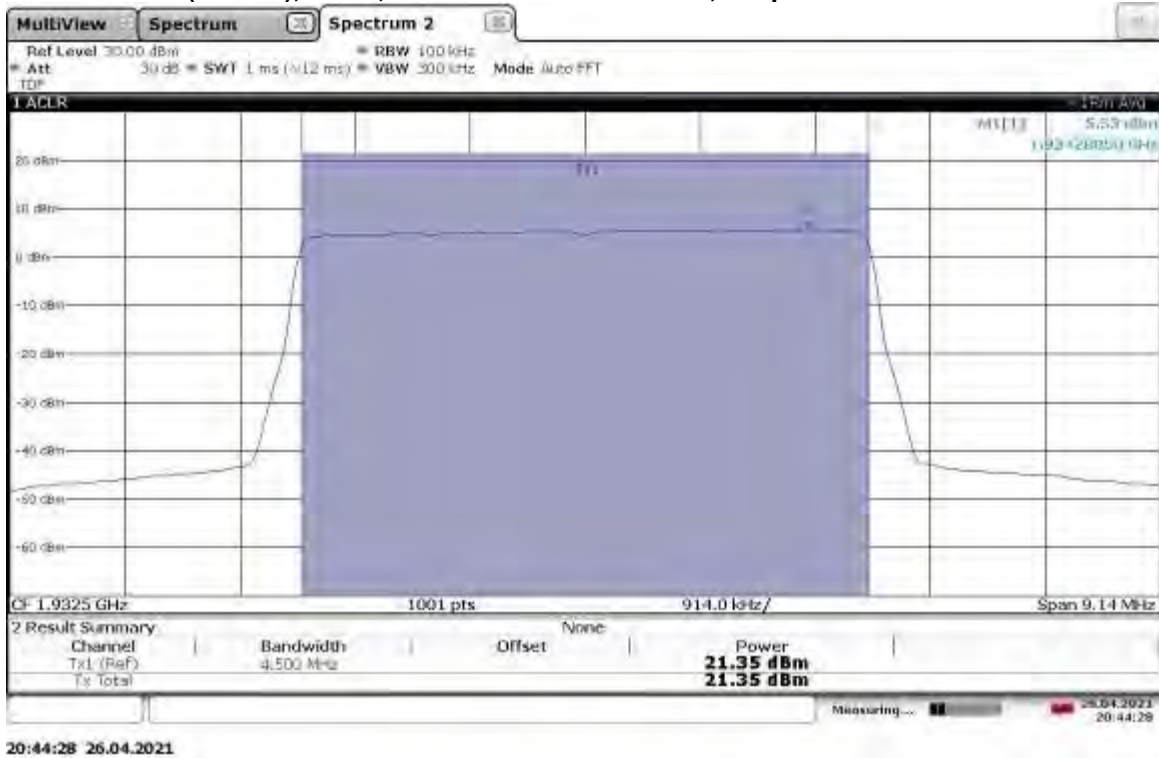 MultiView Spectrum Spectrum 2
Ref Level 30.00 dBm RBW 100 kHz
Att 30 dB SWT 1 ms (~12 ms) VBW 300 kHz Mode Auto FFT
TDF
1 ACLR 1Rm Avg
M1[1] 5.53 dBm
GHz
20 dBm
Tx1
10 dBm
0 dBm
-10 dBm
-20 dBm
-30 dBm
-40 dBm
-50 dBm
-60 dBm
CF 1.9325 GHz 1001 pts 914.0 kHz/ Span 9.14 MHz
2 Result Summary None
Channel Bandwidth Offset Power
Tx1 (Ref) 4.500 MHz 21.35 dBm
Tx Total 21.35 dBm
Measuring... 26.04.2021
20:44:28
20:44:28 26.04.2021